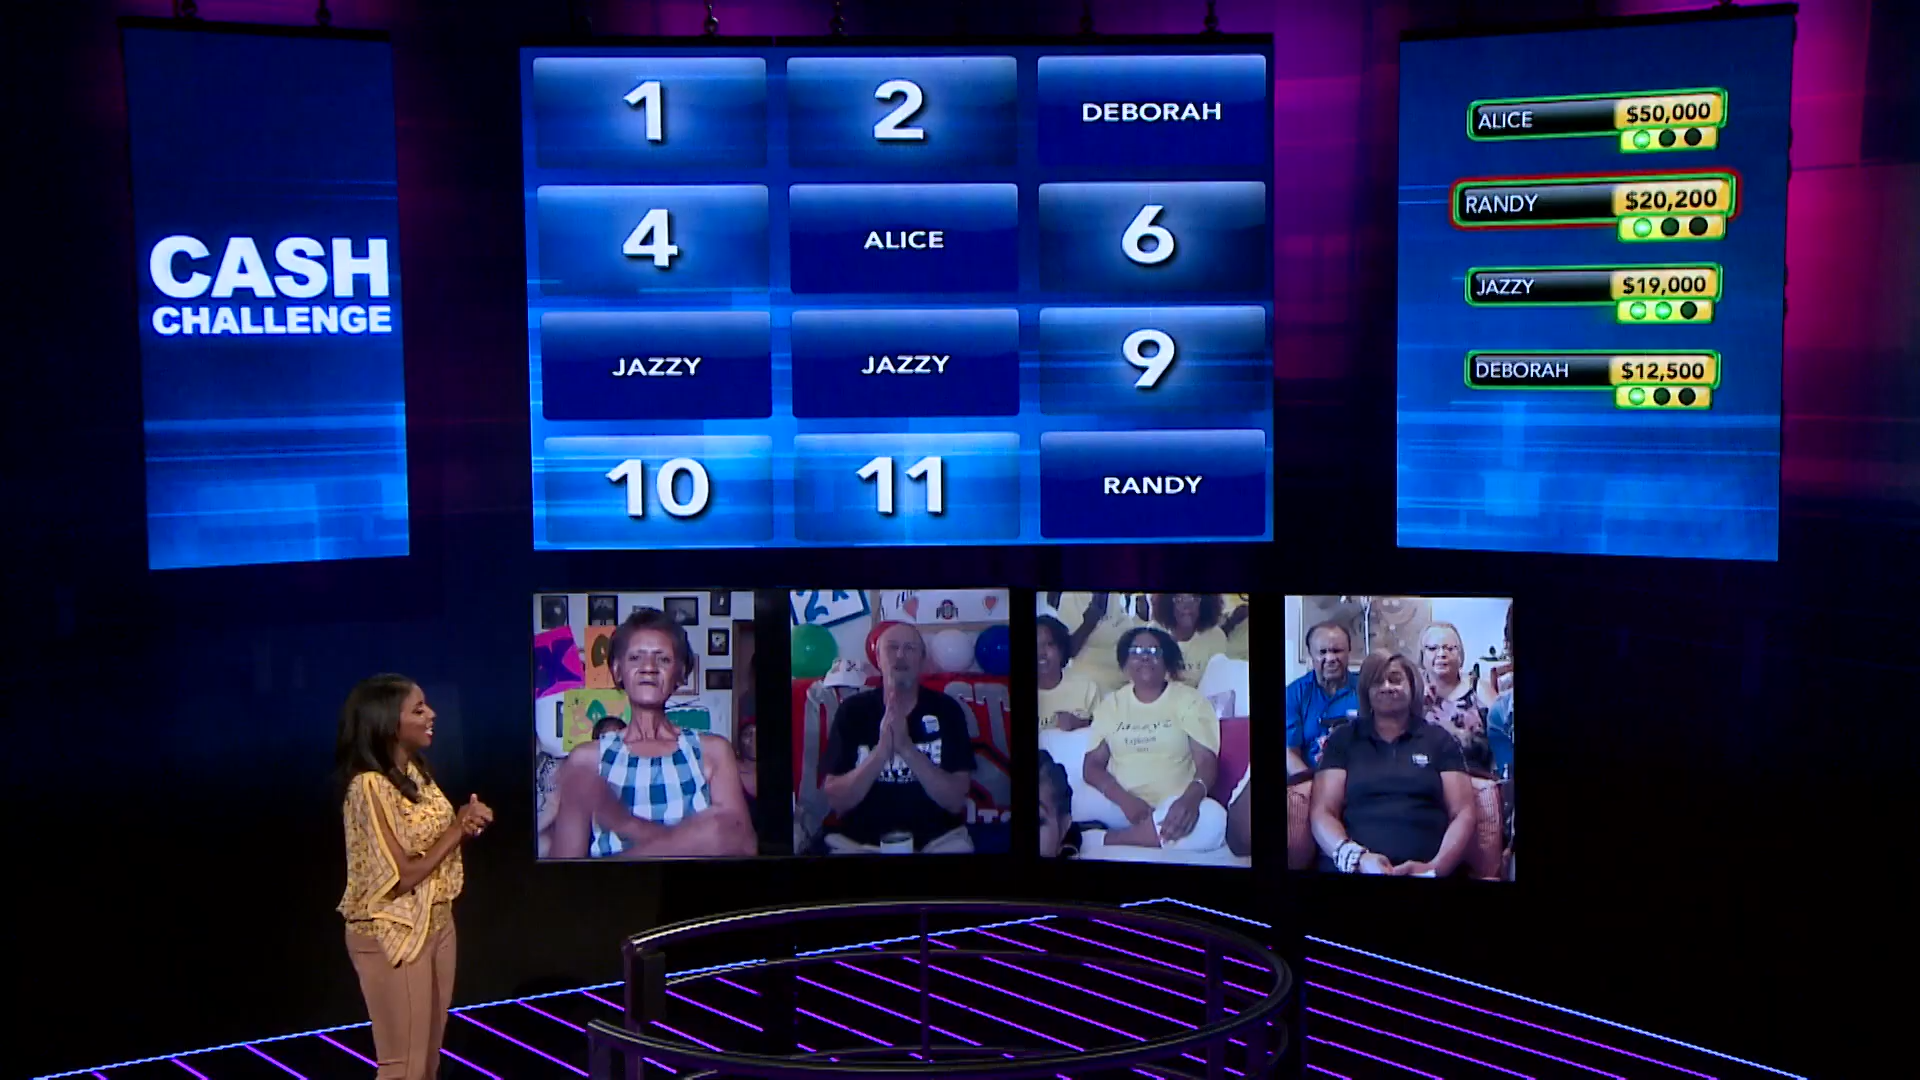 CASH
CHALLENGE
1
2
DEBORAH
4
ALICE
6
JAZZY
JAZZY
9
10
11
RANDY
ALICE $50,000
RANDY $20,200
JAZZY $19,000
DEBORAH $12,500